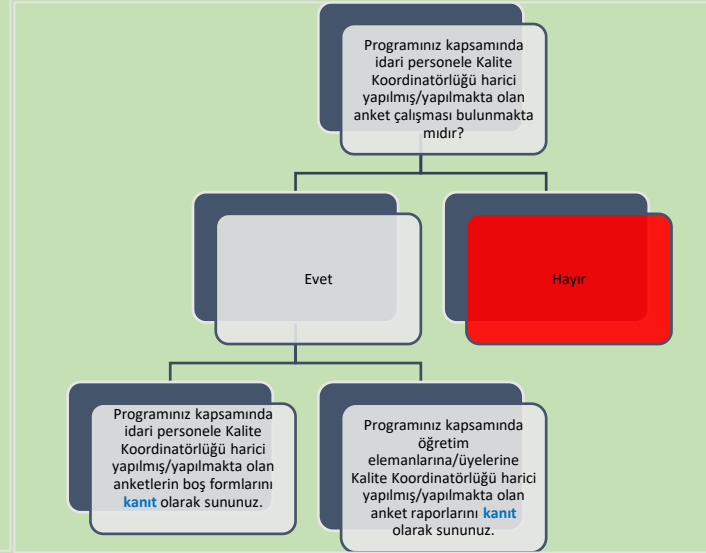 Programınız kapsamında
idari personele Kalite
Koordinatörlüğü harici
yapılmış/yapılmakta olan
anket çalışması bulunmakta
mıdır?
Evet
Hayır
Programınız kapsamında
idari personele Kalite
Koordinatörlüğü harici
yapılmış/yapılmakta olan
anketlerin boş formlarını
kanıt olarak sununuz.
Programınız kapsamında
öğretim
elemanlarına/üyelerine
Kalite Koordinatörlüğü harici
yapılmış/yapılmakta olan
anket raporlarını kanıt
olarak sununuz.